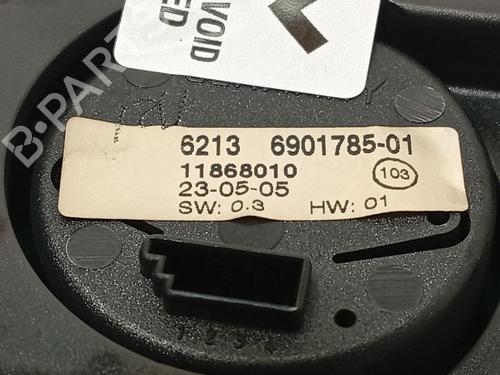 VOID
ED
B-PARTS
6213 6901785-01
11868010
103
23-05-05
SW: 0.3 HW: 01